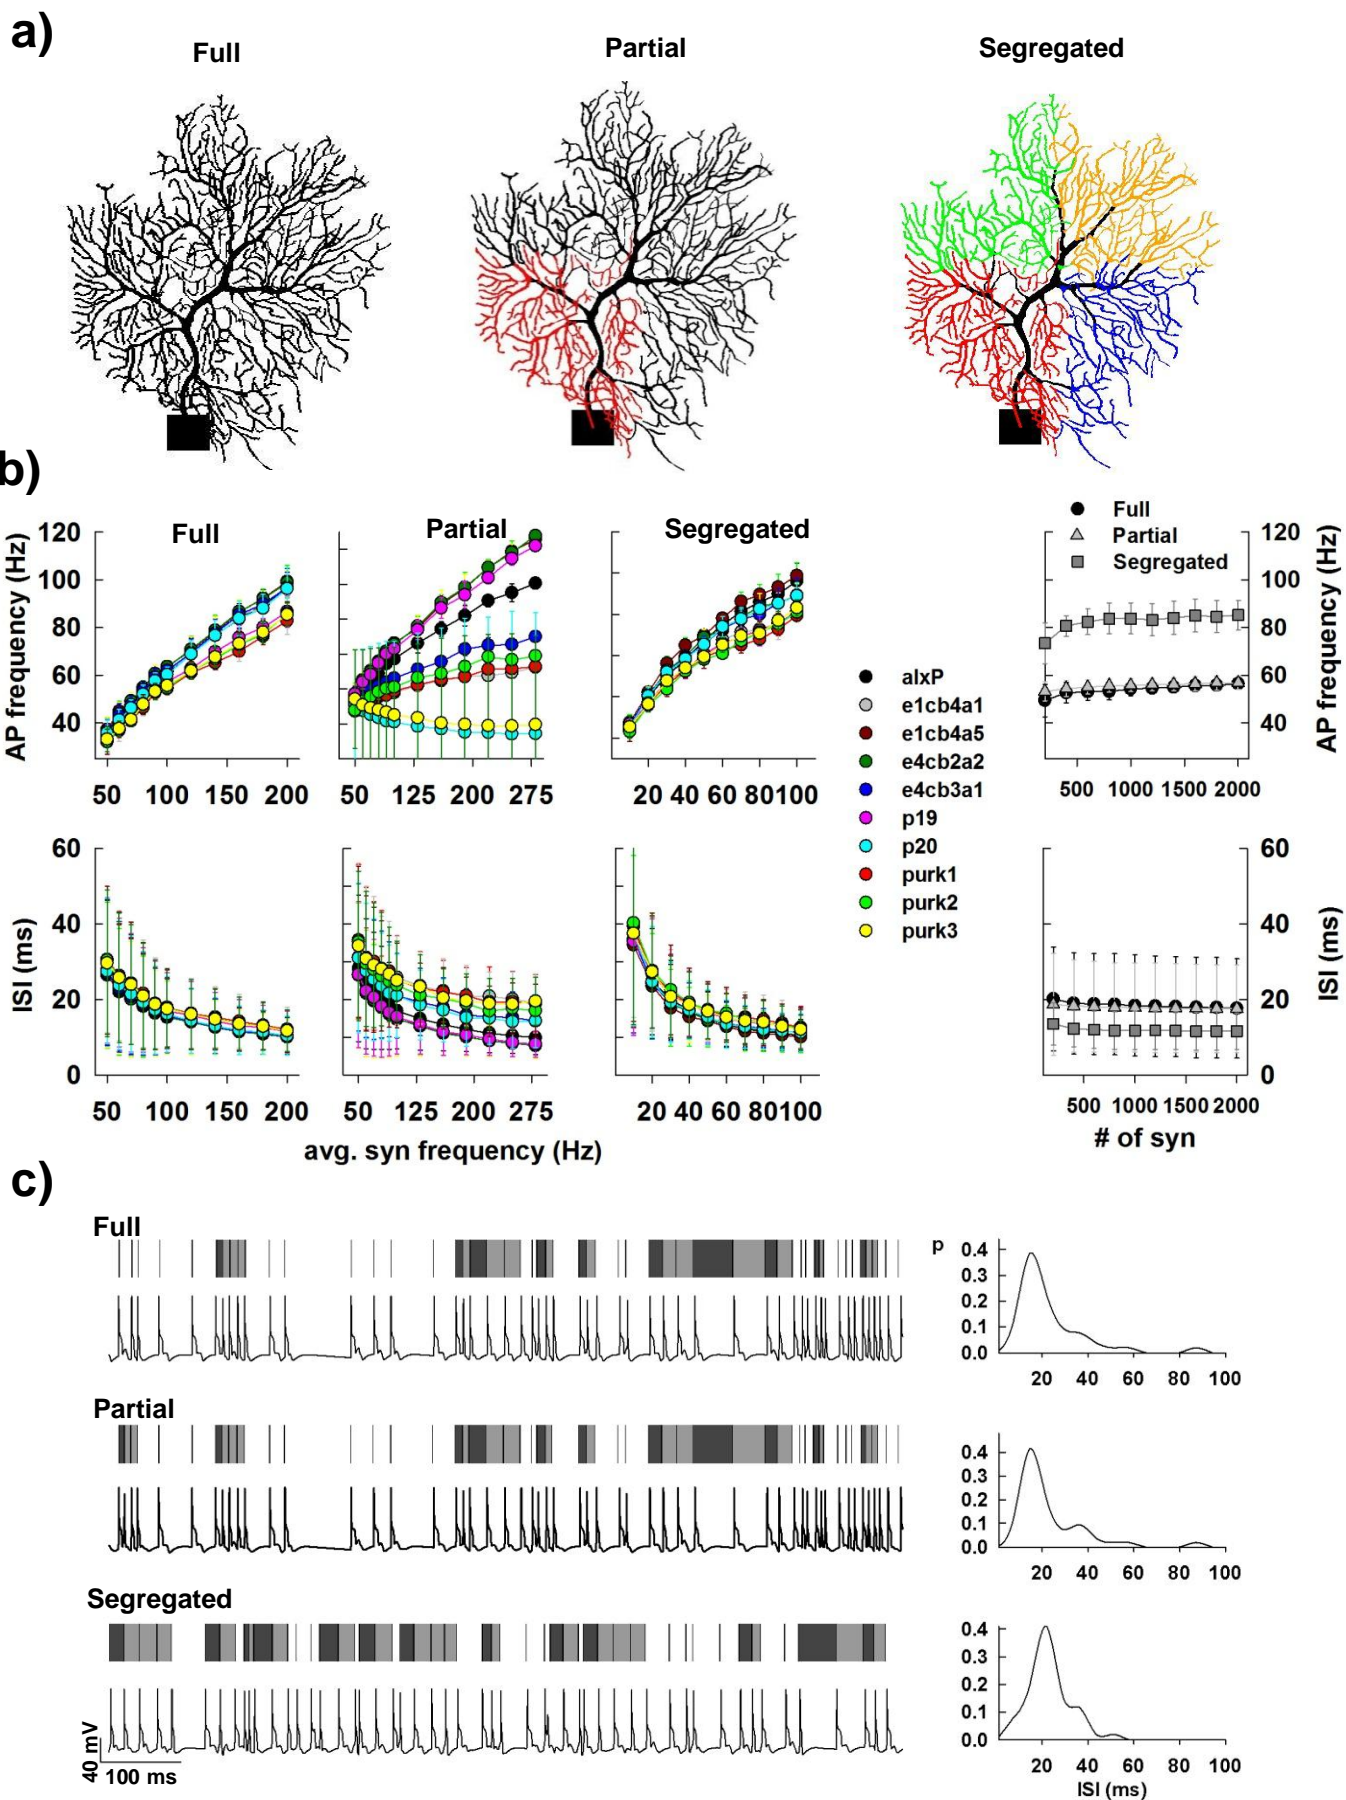 a)
Full
Partial
Segregated
b)
Full
Partial
Segregated
Full
Partial
Segregated
AP frequency (Hz)
120
100
80
60
40
50 100 150 200
50 125 200 275
20 40 60 80 100
500 1000 1500 2000
120
100
80
60
40
AP frequency (Hz)
alxP
e1cb4a1
e1cb4a5
e4cb2a2
e4cb3a1
p19
p20
purk1
purk2
purk3
ISI (ms)
60
40
20
0
50 100 150 200
50 125 200 275
20 40 60 80 100
500 1000 1500 2000
60
40
20
0
ISI (ms)
avg. syn frequency (Hz)
# of syn
c)
Full
p
0.4
0.3
0.2
0.1
0.0
20 40 60 80 100
Partial
0.4
0.3
0.2
0.1
0.0
20 40 60 80 100
Segregated
0.4
0.3
0.2
0.1
0.0
20 40 60 80 100
ISI (ms)
40 mV
100 ms